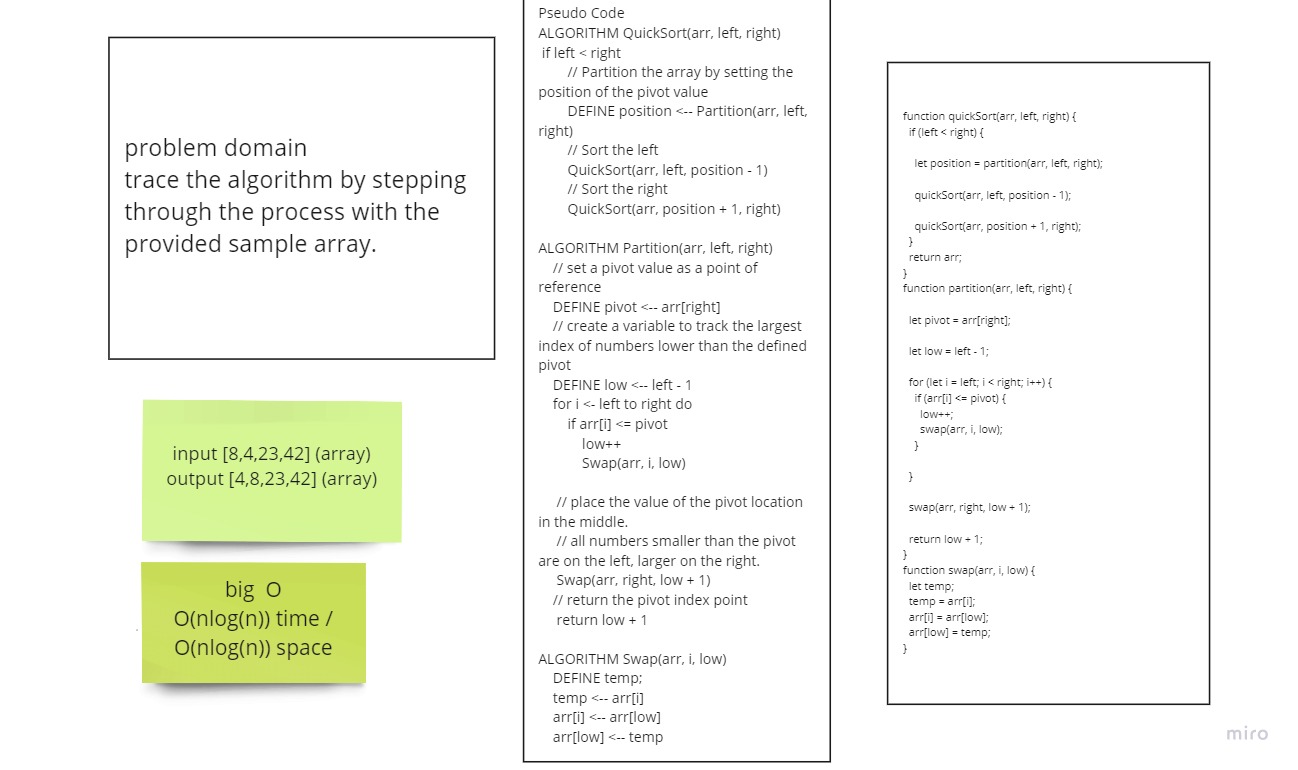 problem domain
trace the algorithm by stepping
through the process with the
provided sample array.
input [8,4,23,42] (array)
output [4,8,23,42] (array)
big O
O(nlog(n)) time /
O(nlog(n)) space
Pseudo Code
ALGORITHM QuickSort(arr, left, right)
if left < right
// Partition the array by setting the
position of the pivot value
DEFINE position <-- Partition(arr, left,
right)
// Sort the left
QuickSort(arr, left, position - 1)
// Sort the right
QuickSort(arr, position + 1, right)
ALGORITHM Partition(arr, left, right)
// set a pivot value as a point of
reference
DEFINE pivot <-- arr[right]
// create a variable to track the largest
index of numbers lower than the defined
pivot
DEFINE low <-- left - 1
for i <- left to right do
if arr[i] <= pivot
low++
Swap(arr, i, low)
// place the value of the pivot location
in the middle.
// all numbers smaller than the pivot
are on the left, larger on the right.
Swap(arr, right, low + 1)
// return the pivot index point
return low + 1
ALGORITHM Swap(arr, i, low)
DEFINE temp;
temp <-- arr[i]
arr[i] <-- arr[low]
arr[low] <-- temp
function quickSort(arr, left, right) {
if (left < right) {
let position = partition(arr, left, right);
quickSort(arr, left, position - 1);
quickSort(arr, position + 1, right);
}
return arr;
}
function partition(arr, left, right) {
let pivot = arr[right];
let low = left - 1;
for (let i = left; i < right; i++) {
if (arr[i] <= pivot) {
low++;
swap(arr, i, low);
}
}
swap(arr, right, low + 1);
return low + 1;
}
function swap(arr, i, low) {
let temp;
temp = arr[i];
arr[i] = arr[low];
arr[low] = temp;
}
miro